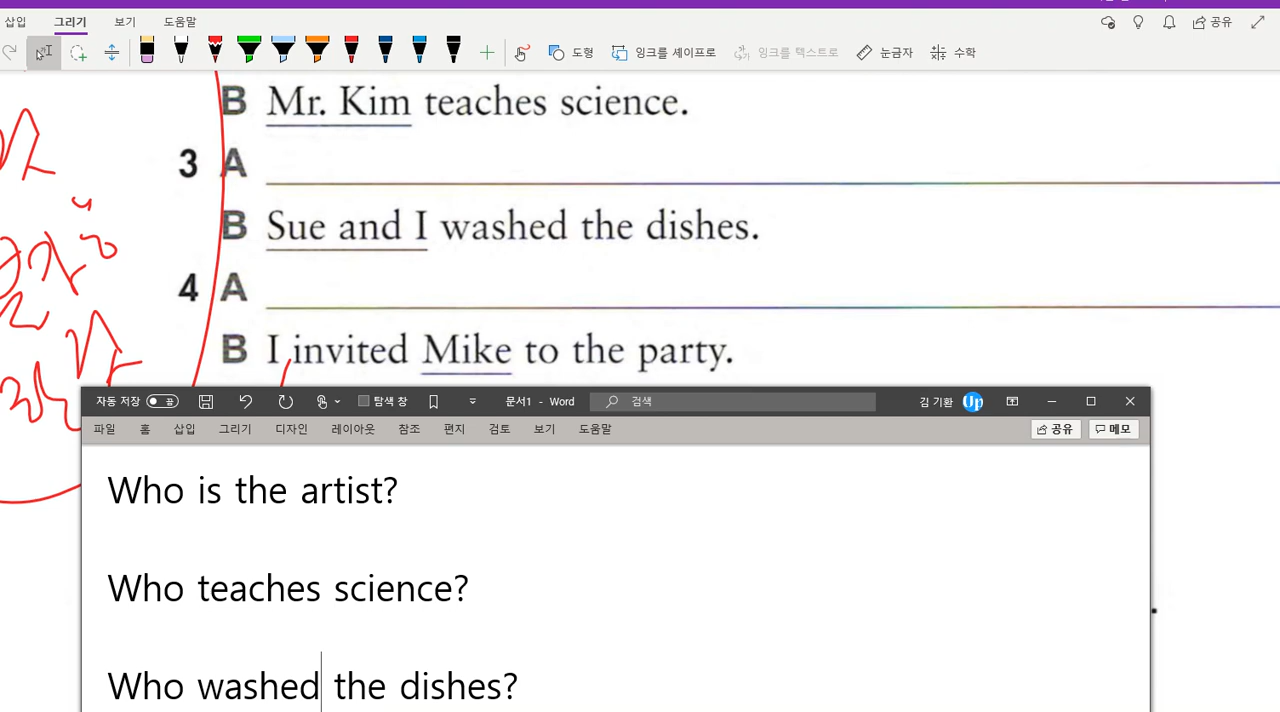 삽입 그리기 보기 도움말 공유
도형 잉크를 셰이프로 잉크를 텍스트로 눈금자 수학
B Mr. Kim teaches science.
3 A
B Sue and I washed the dishes.
4 A
B I invited Mike to the party.
자동 저장 끔 탐색 창 문서1 - Word 검색 김 기환 Up
파일 홈 삽입 그리기 디자인 레이아웃 참조 편지 검토 보기 도움말 공유 메모
Who is the artist?
Who teaches science?
Who washed the dishes?